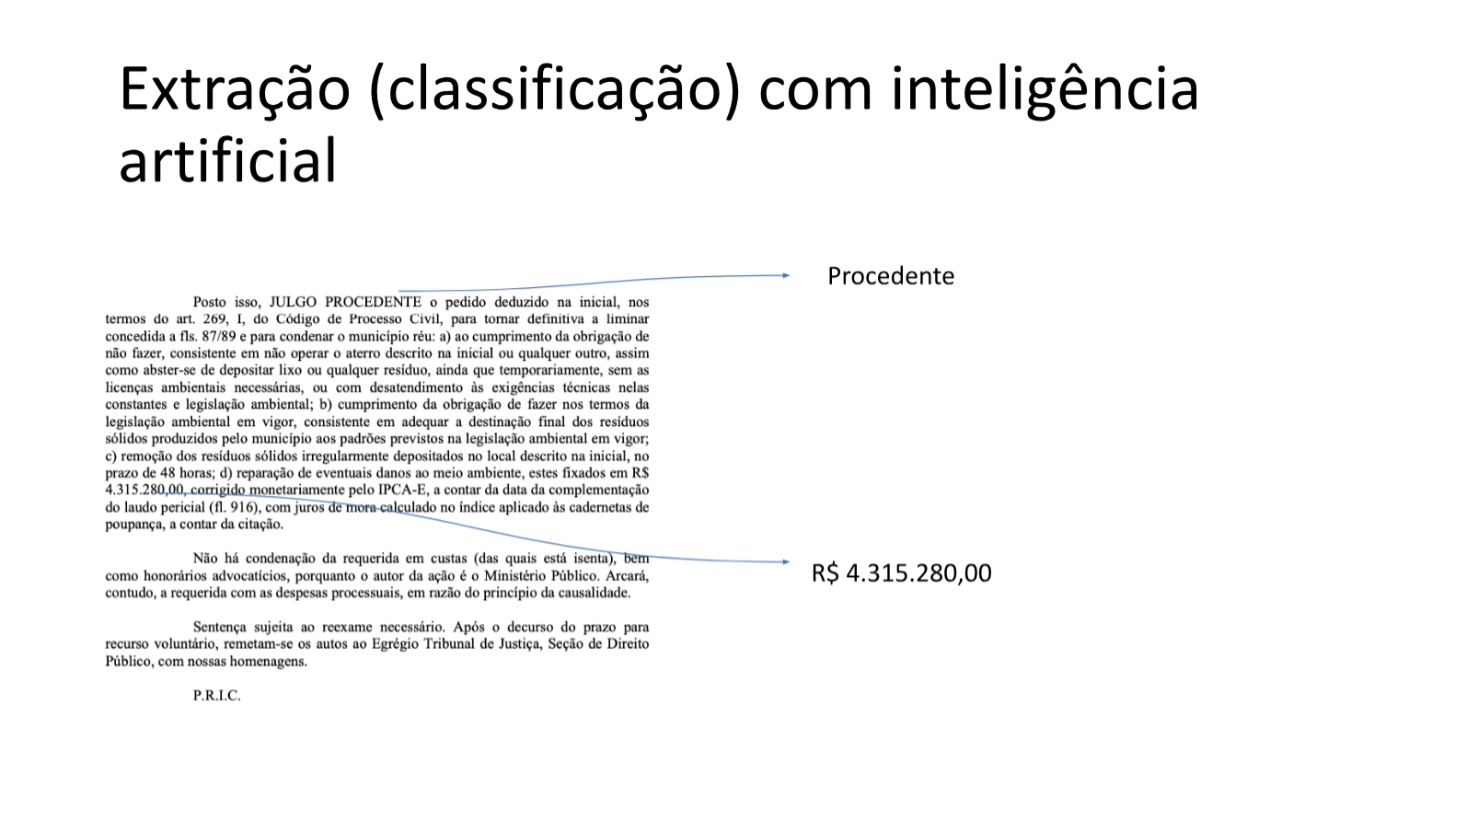 Extração (classificação) com inteligência
artificial
Procedente
Posto isso, JULGO PROCEDENTE o pedido deduzido na inicial, nos
termos do art. 269, I, do Código de Processo Civil, para tornar definitiva a liminar
concedida a fls. 87/89 e para condenar o município réu: a) ao cumprimento da obrigação de
não fazer, consistente em não operar o aterro descrito na inicial ou qualquer outro, assim
como abster-se de depositar lixo ou qualquer resíduo, ainda que temporariamente, sem as
licenças ambientais necessárias, ou com desatendimento às exigências técnicas nelas
constantes e legislação ambiental; b) cumprimento da obrigação de fazer nos termos da
legislação ambiental em vigor, consistente em adequar a destinação final dos resíduos
sólidos produzidos pelo município aos padrões previstos na legislação ambiental em vigor;
c) remoção dos resíduos sólidos irregularmente depositados no local descrito na inicial, no
prazo de 48 horas; d) reparação de eventuais danos ao meio ambiente, estes fixados em R$
4.315.280,00, corrigido monetariamente pelo IPCA-E, a contar da data da complementação
do laudo pericial (fl. 916), com juros de mora calculado no índice aplicado às cadernetas de
poupança, a contar da citação.
Não há condenação da requerida em custas (das quais está isenta), bem
como honorários advocatícios, porquanto o autor da ação é o Ministério Público. Arcará,
contudo, a requerida com as despesas processuais, em razão do princípio da causalidade.
R$ 4.315.280,00
Sentença sujeita ao reexame necessário. Após o decurso do prazo para
recurso voluntário, remetam-se os autos ao Egrégio Tribunal de Justiça, Seção de Direito
Público, com nossas homenagens.
P.R.I.C.